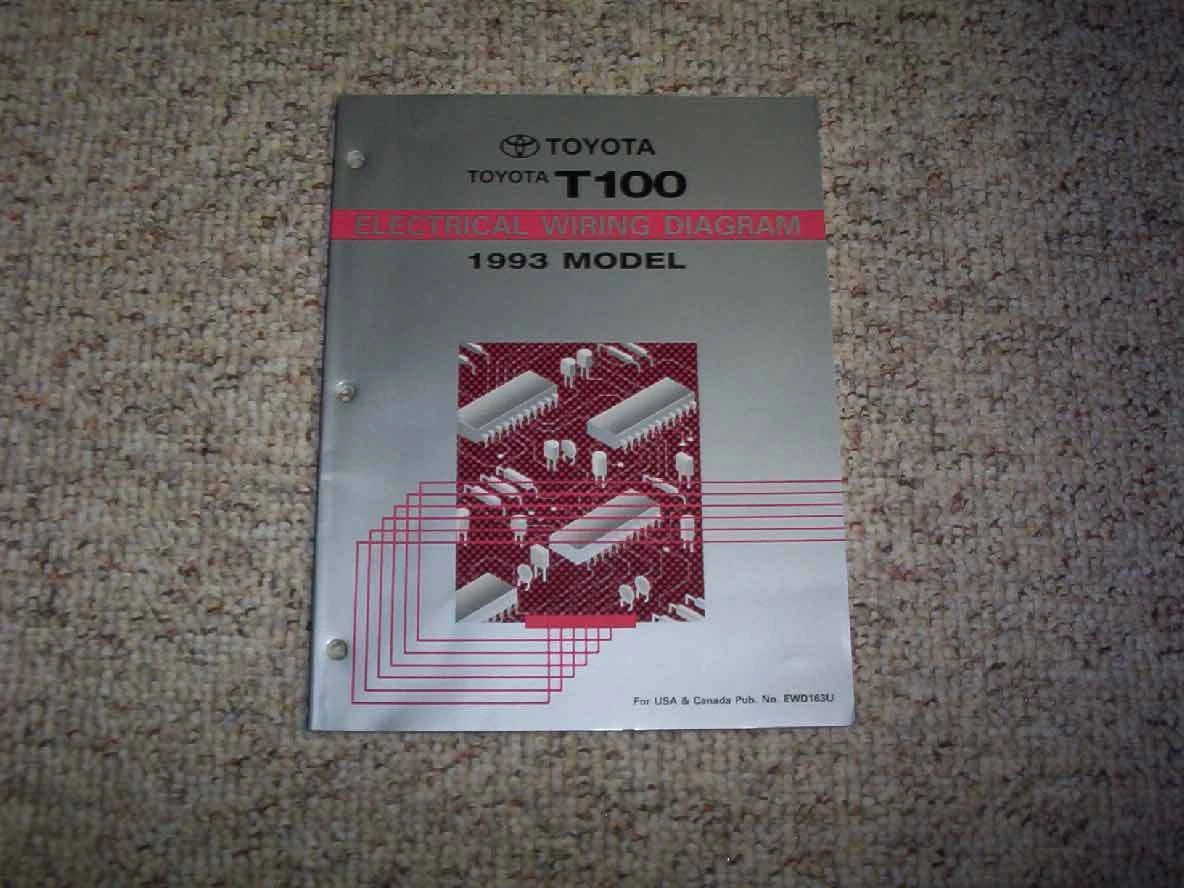 TOYOTA
TOYOTA T100
ELECTRICAL WIRING DIAGRAM
1993 MODEL
For USA & Canada Pub. No. EWD163U